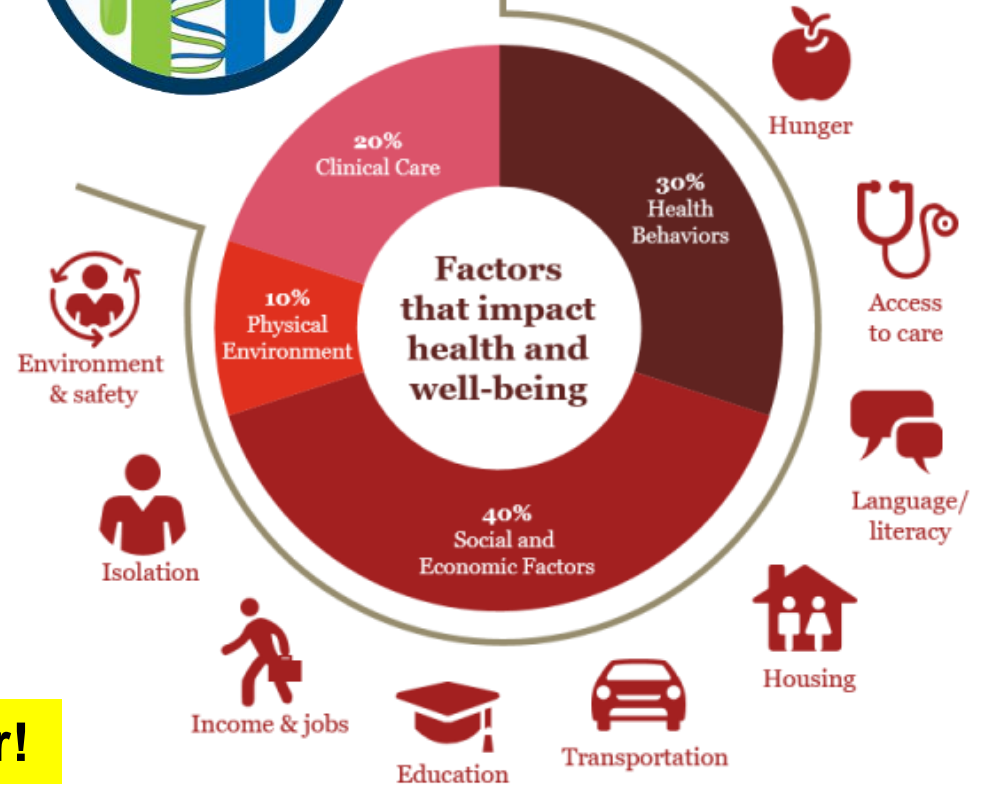 Hunger
20%
Clinical Care
30%
Health
Behaviors
Access
to care
Factors
that impact
health and
well-being
10%
Physical
Environment
Environment
& safety
Language/
literacy
40%
Social and
Economic Factors
Isolation
Housing
Income & jobs
Transportation
Education
r!